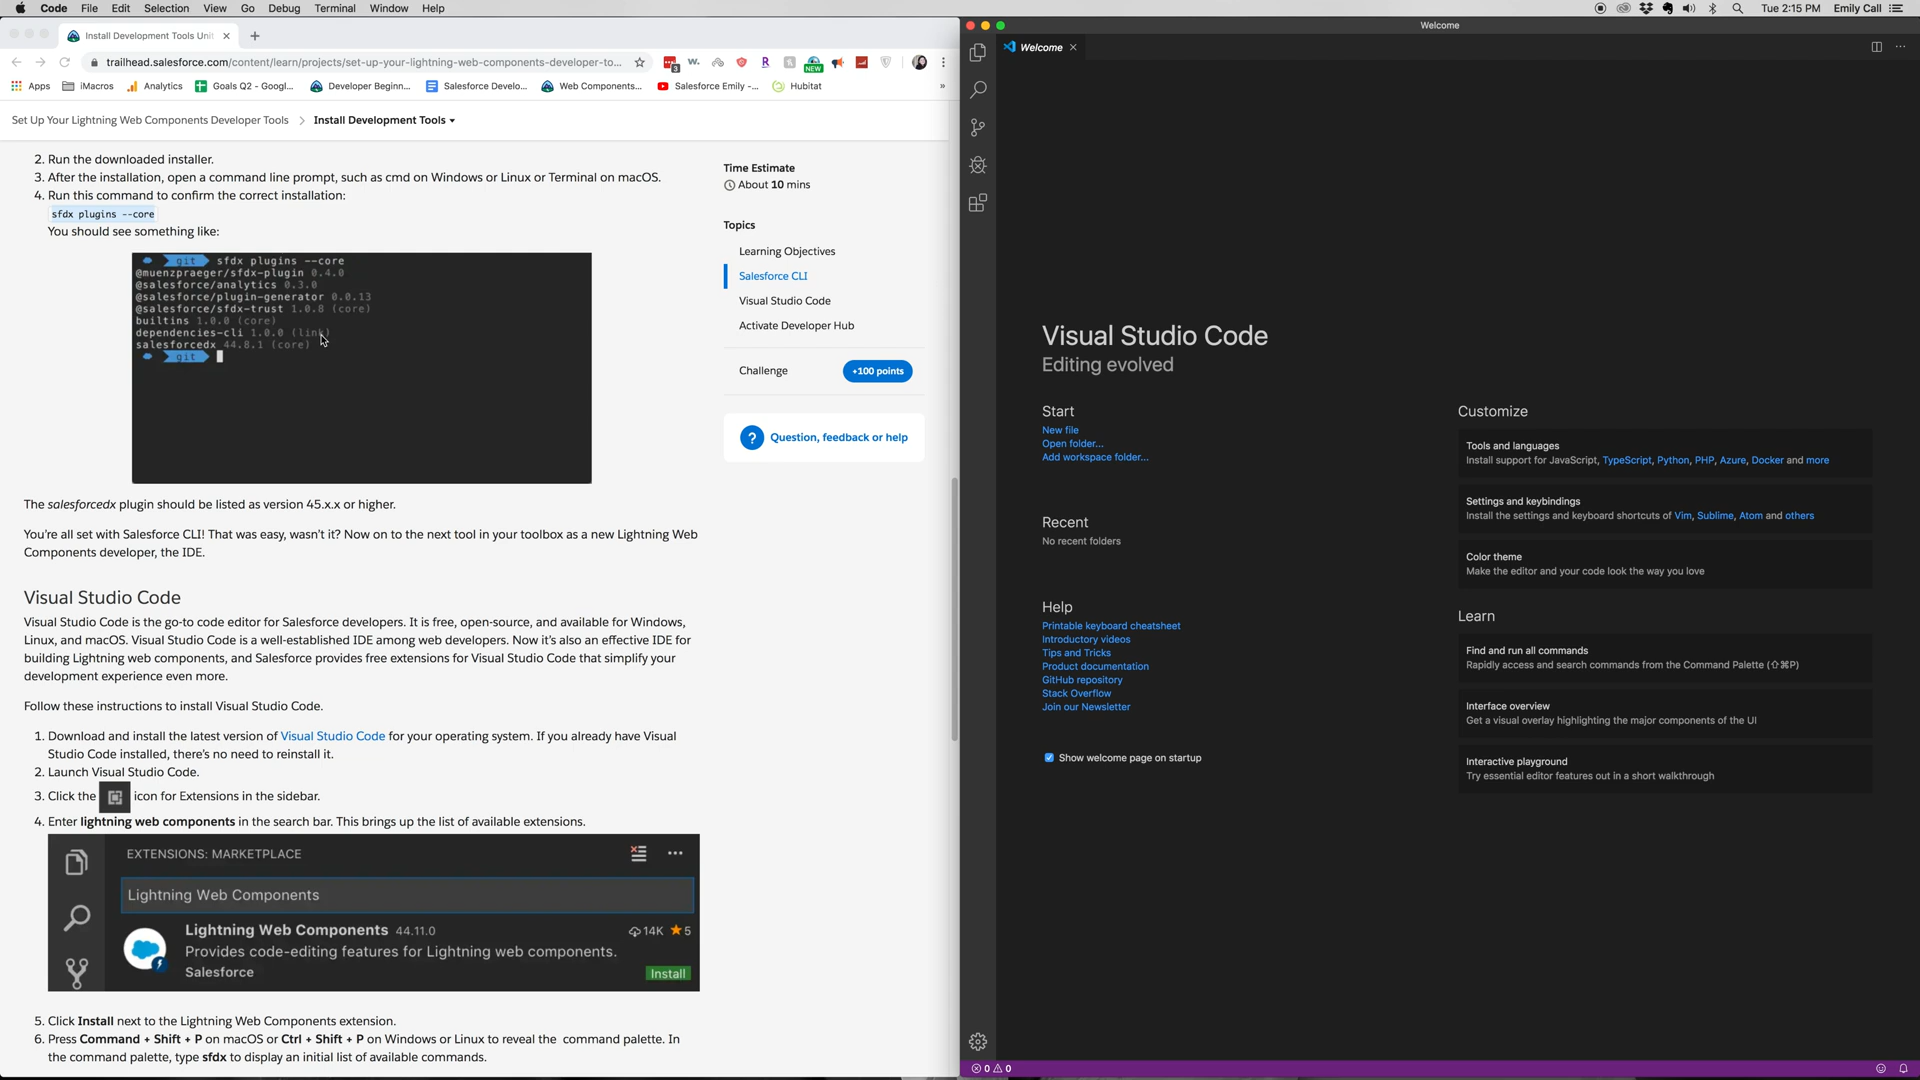 Code File Edit Selection View Go Debug Terminal Window Help
Tue 2:15 PM Emily Call
Install Development Tools Unit
trailhead.salesforce.com/content/learn/projects/set-up-your-lightning-web-components-developer-to...
3
w.
R
NEW
Apps iMacros Analytics Goals Q2 - Googl... Developer Beginn... Salesforce Develo... Web Components... Salesforce Emily -... Hubitat »
Set Up Your Lightning Web Components Developer Tools > Install Development Tools
2. Run the downloaded installer.
3. After the installation, open a command line prompt, such as cmd on Windows or Linux or Terminal on macOS.
4. Run this command to confirm the correct installation:
sfdx plugins --core
You should see something like:
git sfdx plugins --core
@muenzpraeger/sfdx-plugin 0.4.0
@salesforce/analytics 0.3.0
@salesforce/plugin-generator 0.0.13
@salesforce/sfdx-trust 1.0.8 (core)
builtins 1.0.0 (core)
dependencies-cli 1.0.0 (link)
salesforcedx 44.8.1 (core)
git
The salesforcedx plugin should be listed as version 45.x.x or higher.
You're all set with Salesforce CLI! That was easy, wasn't it? Now on to the next tool in your toolbox as a new Lightning Web
Components developer, the IDE.
Visual Studio Code
Visual Studio Code is the go-to code editor for Salesforce developers. It is free, open-source, and available for Windows,
Linux, and macOS. Visual Studio Code is a well-established IDE among web developers. Now it's also an effective IDE for
building Lightning web components, and Salesforce provides free extensions for Visual Studio Code that simplify your
development experience even more.
Follow these instructions to install Visual Studio Code.
1. Download and install the latest version of Visual Studio Code for your operating system. If you already have Visual
Studio Code installed, there's no need to reinstall it.
2. Launch Visual Studio Code.
3. Click the icon for Extensions in the sidebar.
4. Enter lightning web components in the search bar. This brings up the list of available extensions.
EXTENSIONS: MARKETPLACE
Lightning Web Components
Lightning Web Components 44.11.0 14K ★5
Provides code-editing features for Lightning web components.
Salesforce Install
5. Click Install next to the Lightning Web Components extension.
6. Press Command + Shift + P on macOS or Ctrl + Shift + P on Windows or Linux to reveal the command palette. In
the command palette, type sfdx to display an initial list of available commands.
Time Estimate
About 10 mins
Topics
Learning Objectives
Salesforce CLI
Visual Studio Code
Activate Developer Hub
Challenge +100 points
? Question, feedback or help
Welcome
Welcome
Visual Studio Code
Editing evolved
Start
New file
Open folder...
Add workspace folder...
Recent
No recent folders
Help
Printable keyboard cheatsheet
Introductory videos
Tips and Tricks
Product documentation
GitHub repository
Stack Overflow
Join our Newsletter
Show welcome page on startup
Customize
Tools and languages
Install support for JavaScript, TypeScript, Python, PHP, Azure, Docker and more
Settings and keybindings
Install the settings and keyboard shortcuts of Vim, Sublime, Atom and others
Color theme
Make the editor and your code look the way you love
Learn
Find and run all commands
Rapidly access and search commands from the Command Palette (⇧⌘P)
Interface overview
Get a visual overlay highlighting the major components of the UI
Interactive playground
Try essential editor features out in a short walkthrough
0 0